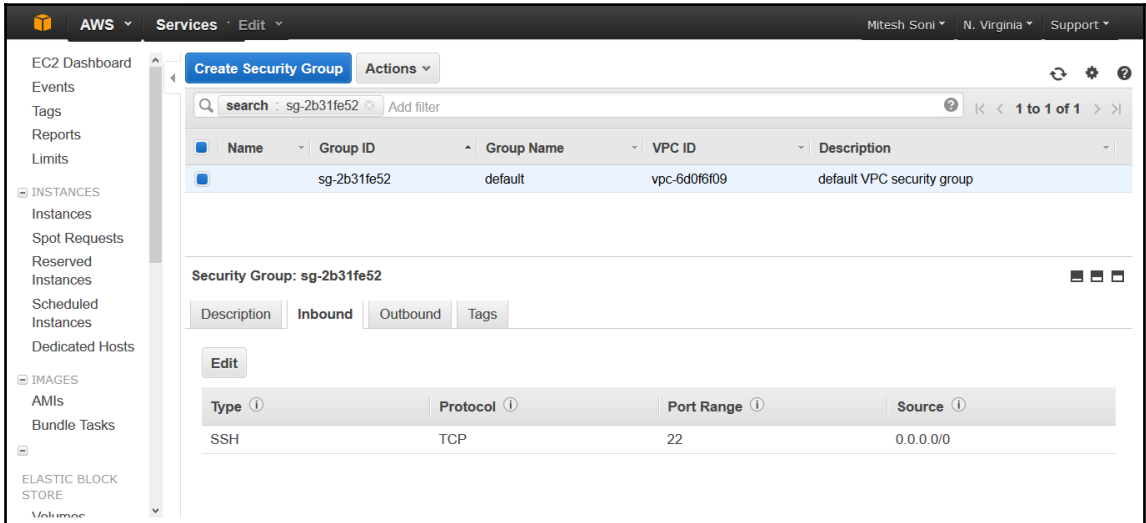 AWS Services Edit Mitesh Soni N. Virginia Support
EC2 Dashboard
Events
Tags
Reports
Limits
INSTANCES
Instances
Spot Requests
Reserved
Instances
Scheduled
Instances
Dedicated Hosts
IMAGES
AMIs
Bundle Tasks
ELASTIC BLOCK
STORE
Volumes
Create Security Group Actions
search : sg-2b31fe52 Add filter 1 to 1 of 1
Name Group ID Group Name VPC ID Description
sg-2b31fe52 default vpc-6d0f6f09 default VPC security group
Security Group: sg-2b31fe52
Description Inbound Outbound Tags
Edit
Type Protocol Port Range Source
SSH TCP 22 0.0.0.0/0